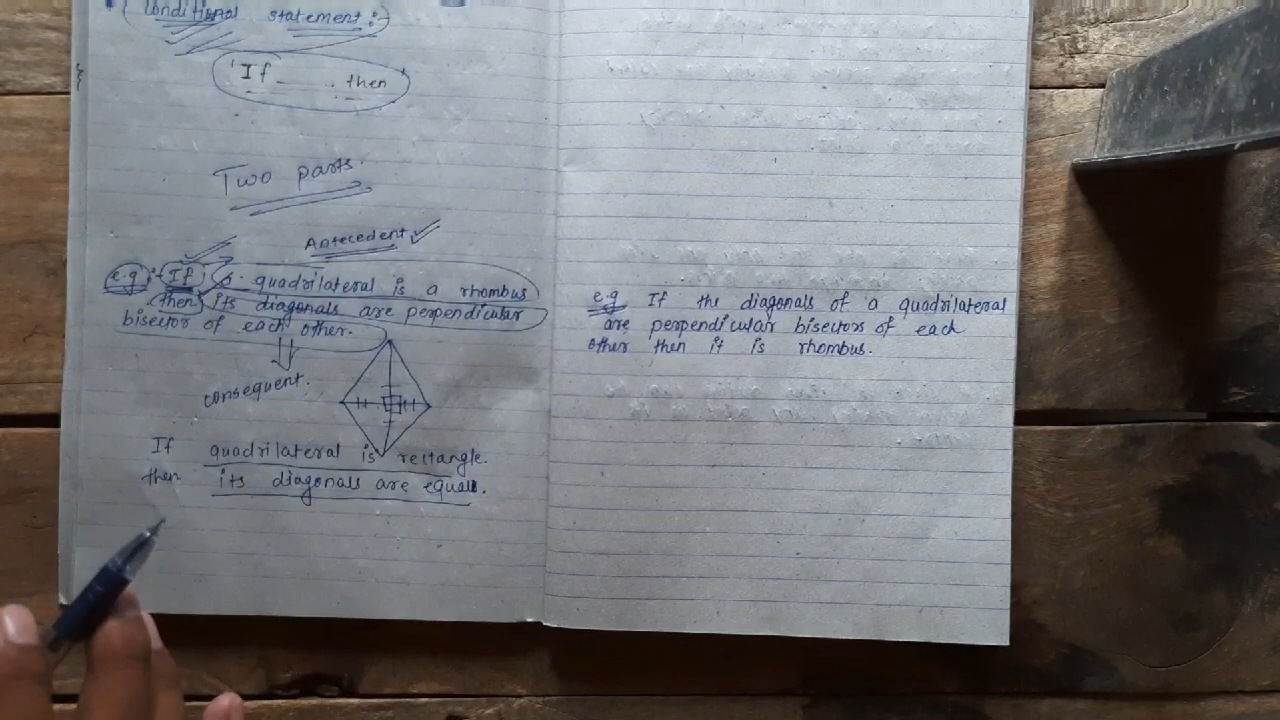 Conditional statement :-
'If ...... then'
Two parts.
Antecedent
e.g :- If a quadrilateral is a rhombus
then its diagonals are perpendicular
bisector of each other.
consequent.
If quadrilateral is rectangle.
then its diagonals are equal.
e.g If the diagonals of a quadrilateral
are perpendicular bisectors of each
other then it is rhombus.